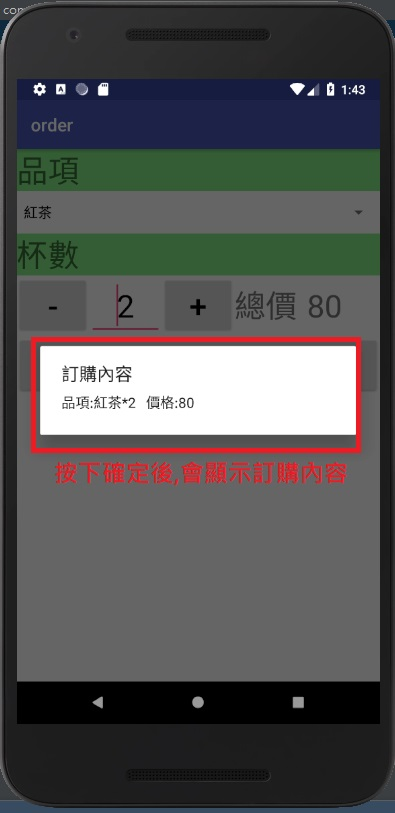 con
1:43
order
品項
紅茶
杯數
- 2 + 總價 80
訂購內容
品項:紅茶*2 價格:80
按下確定後,會顯示訂購內容